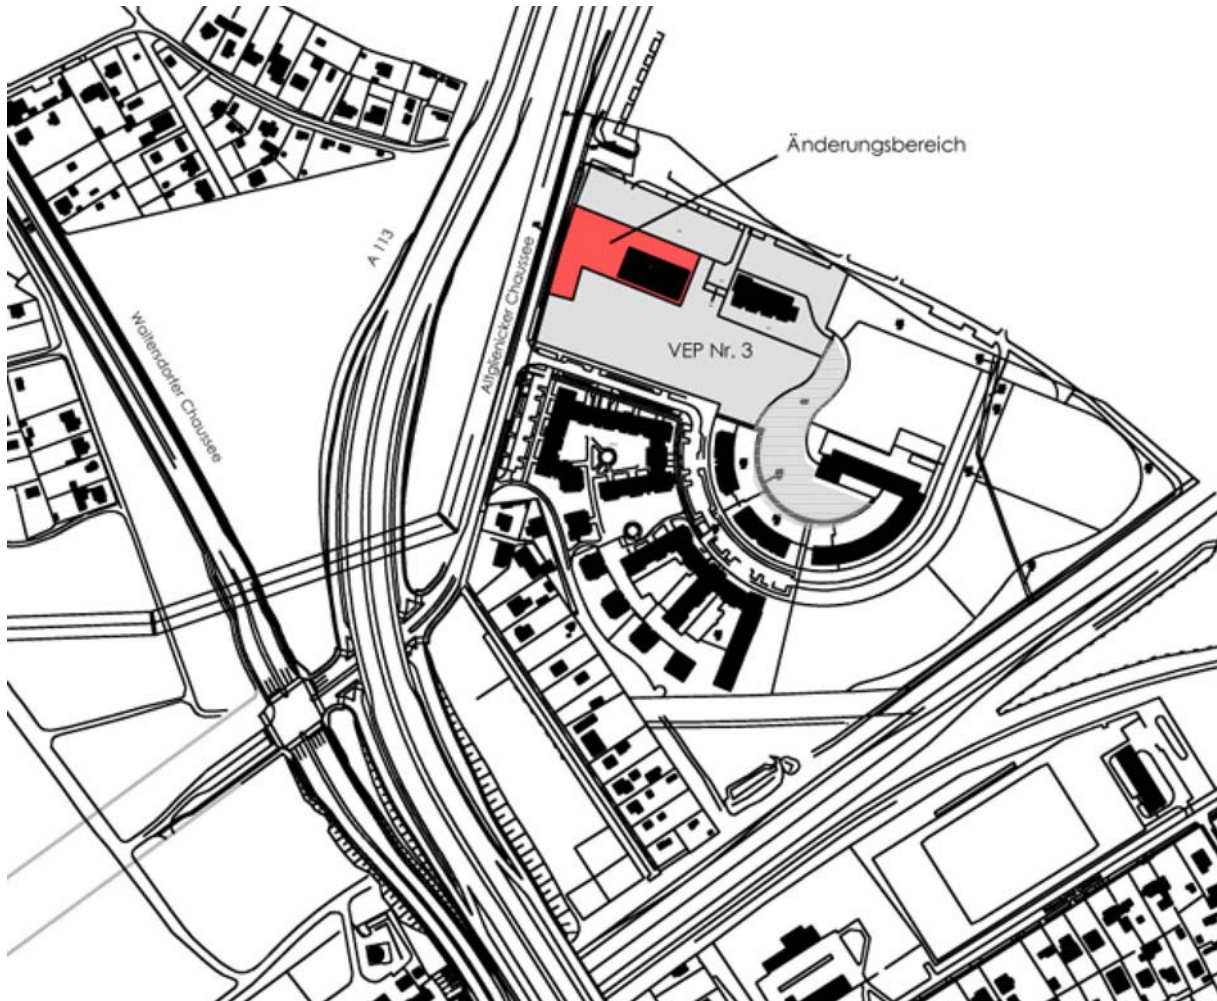 Änderungsbereich
A 113
Altglienicker Chaussee
Waltersdorfer Chaussee
VEP Nr. 3